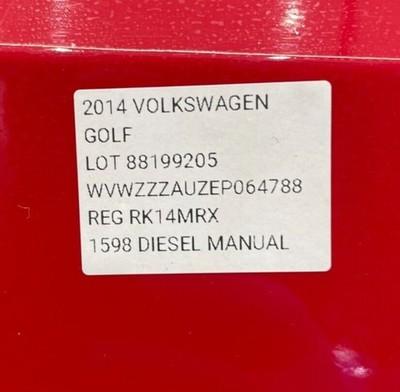 2014 VOLKSWAGEN
GOLF
LOT 88199205
WVWZZZAUZEP064788
REG RK14MRX
1598 DIESEL MANUAL